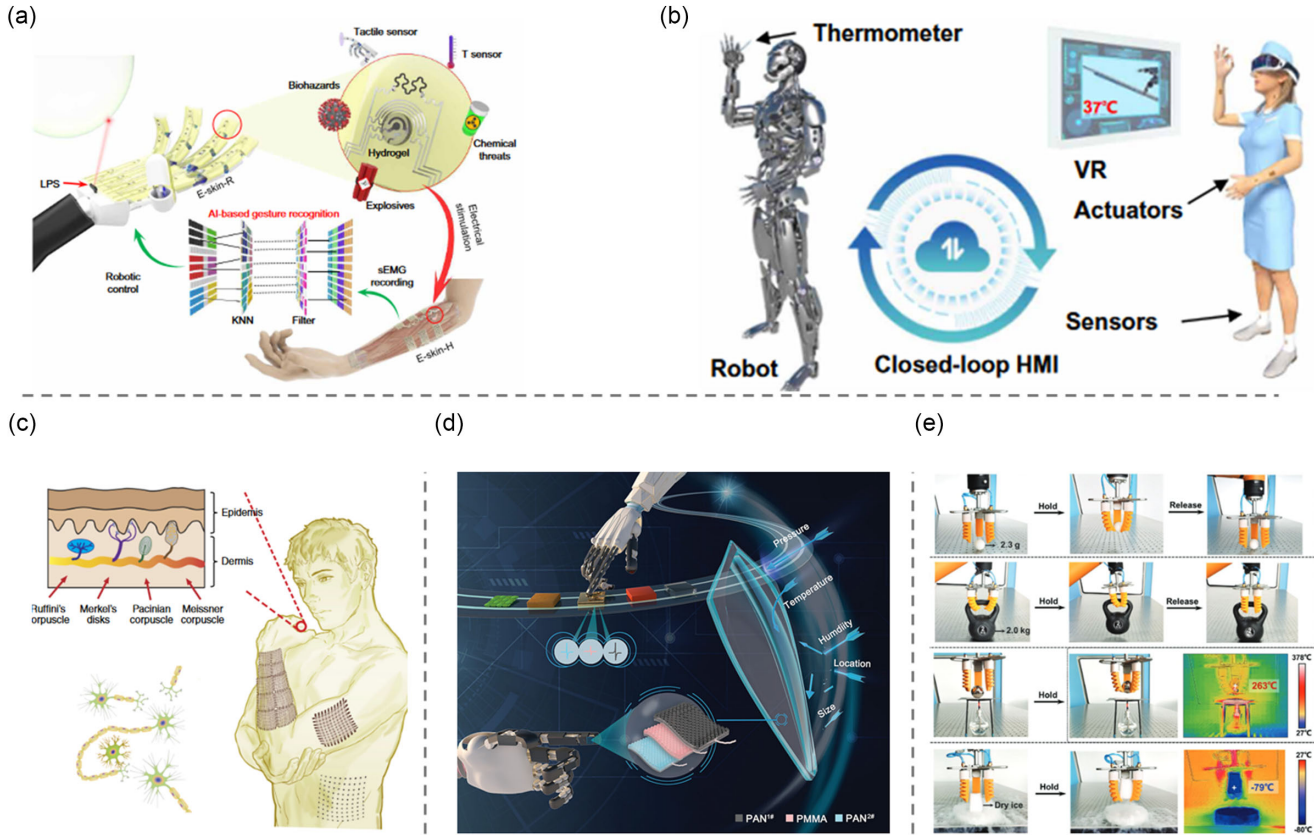 (a)
Tactile sensor
T sensor
Biohazards
Hydrogel
Chemical
threats
LPS
E-skin-R
Explosives
AI-based gesture recognition
Electrical
stimulation
sEMG
recording
Robotic
control
KNN
Filter
E-skin-H
(b)
Thermometer
37℃
VR
Actuators
Sensors
Robot
Closed-loop HMI
(c)
Epidemis
Dermis
Ruffini's
orpuscle
Merkel's
disks
Pacinian
corpuscle
Meissner
corpuscle
(d)
Pressure
Temperature
Humdiity
Location
Size
PAN1#
PMMA
PAN2#
(e)
Hold
Release
2.3 g
Hold
Release
2.0 kg
Hold
378℃
263℃
27℃
Hold
Dry ice
27℃
-79℃
-80℃